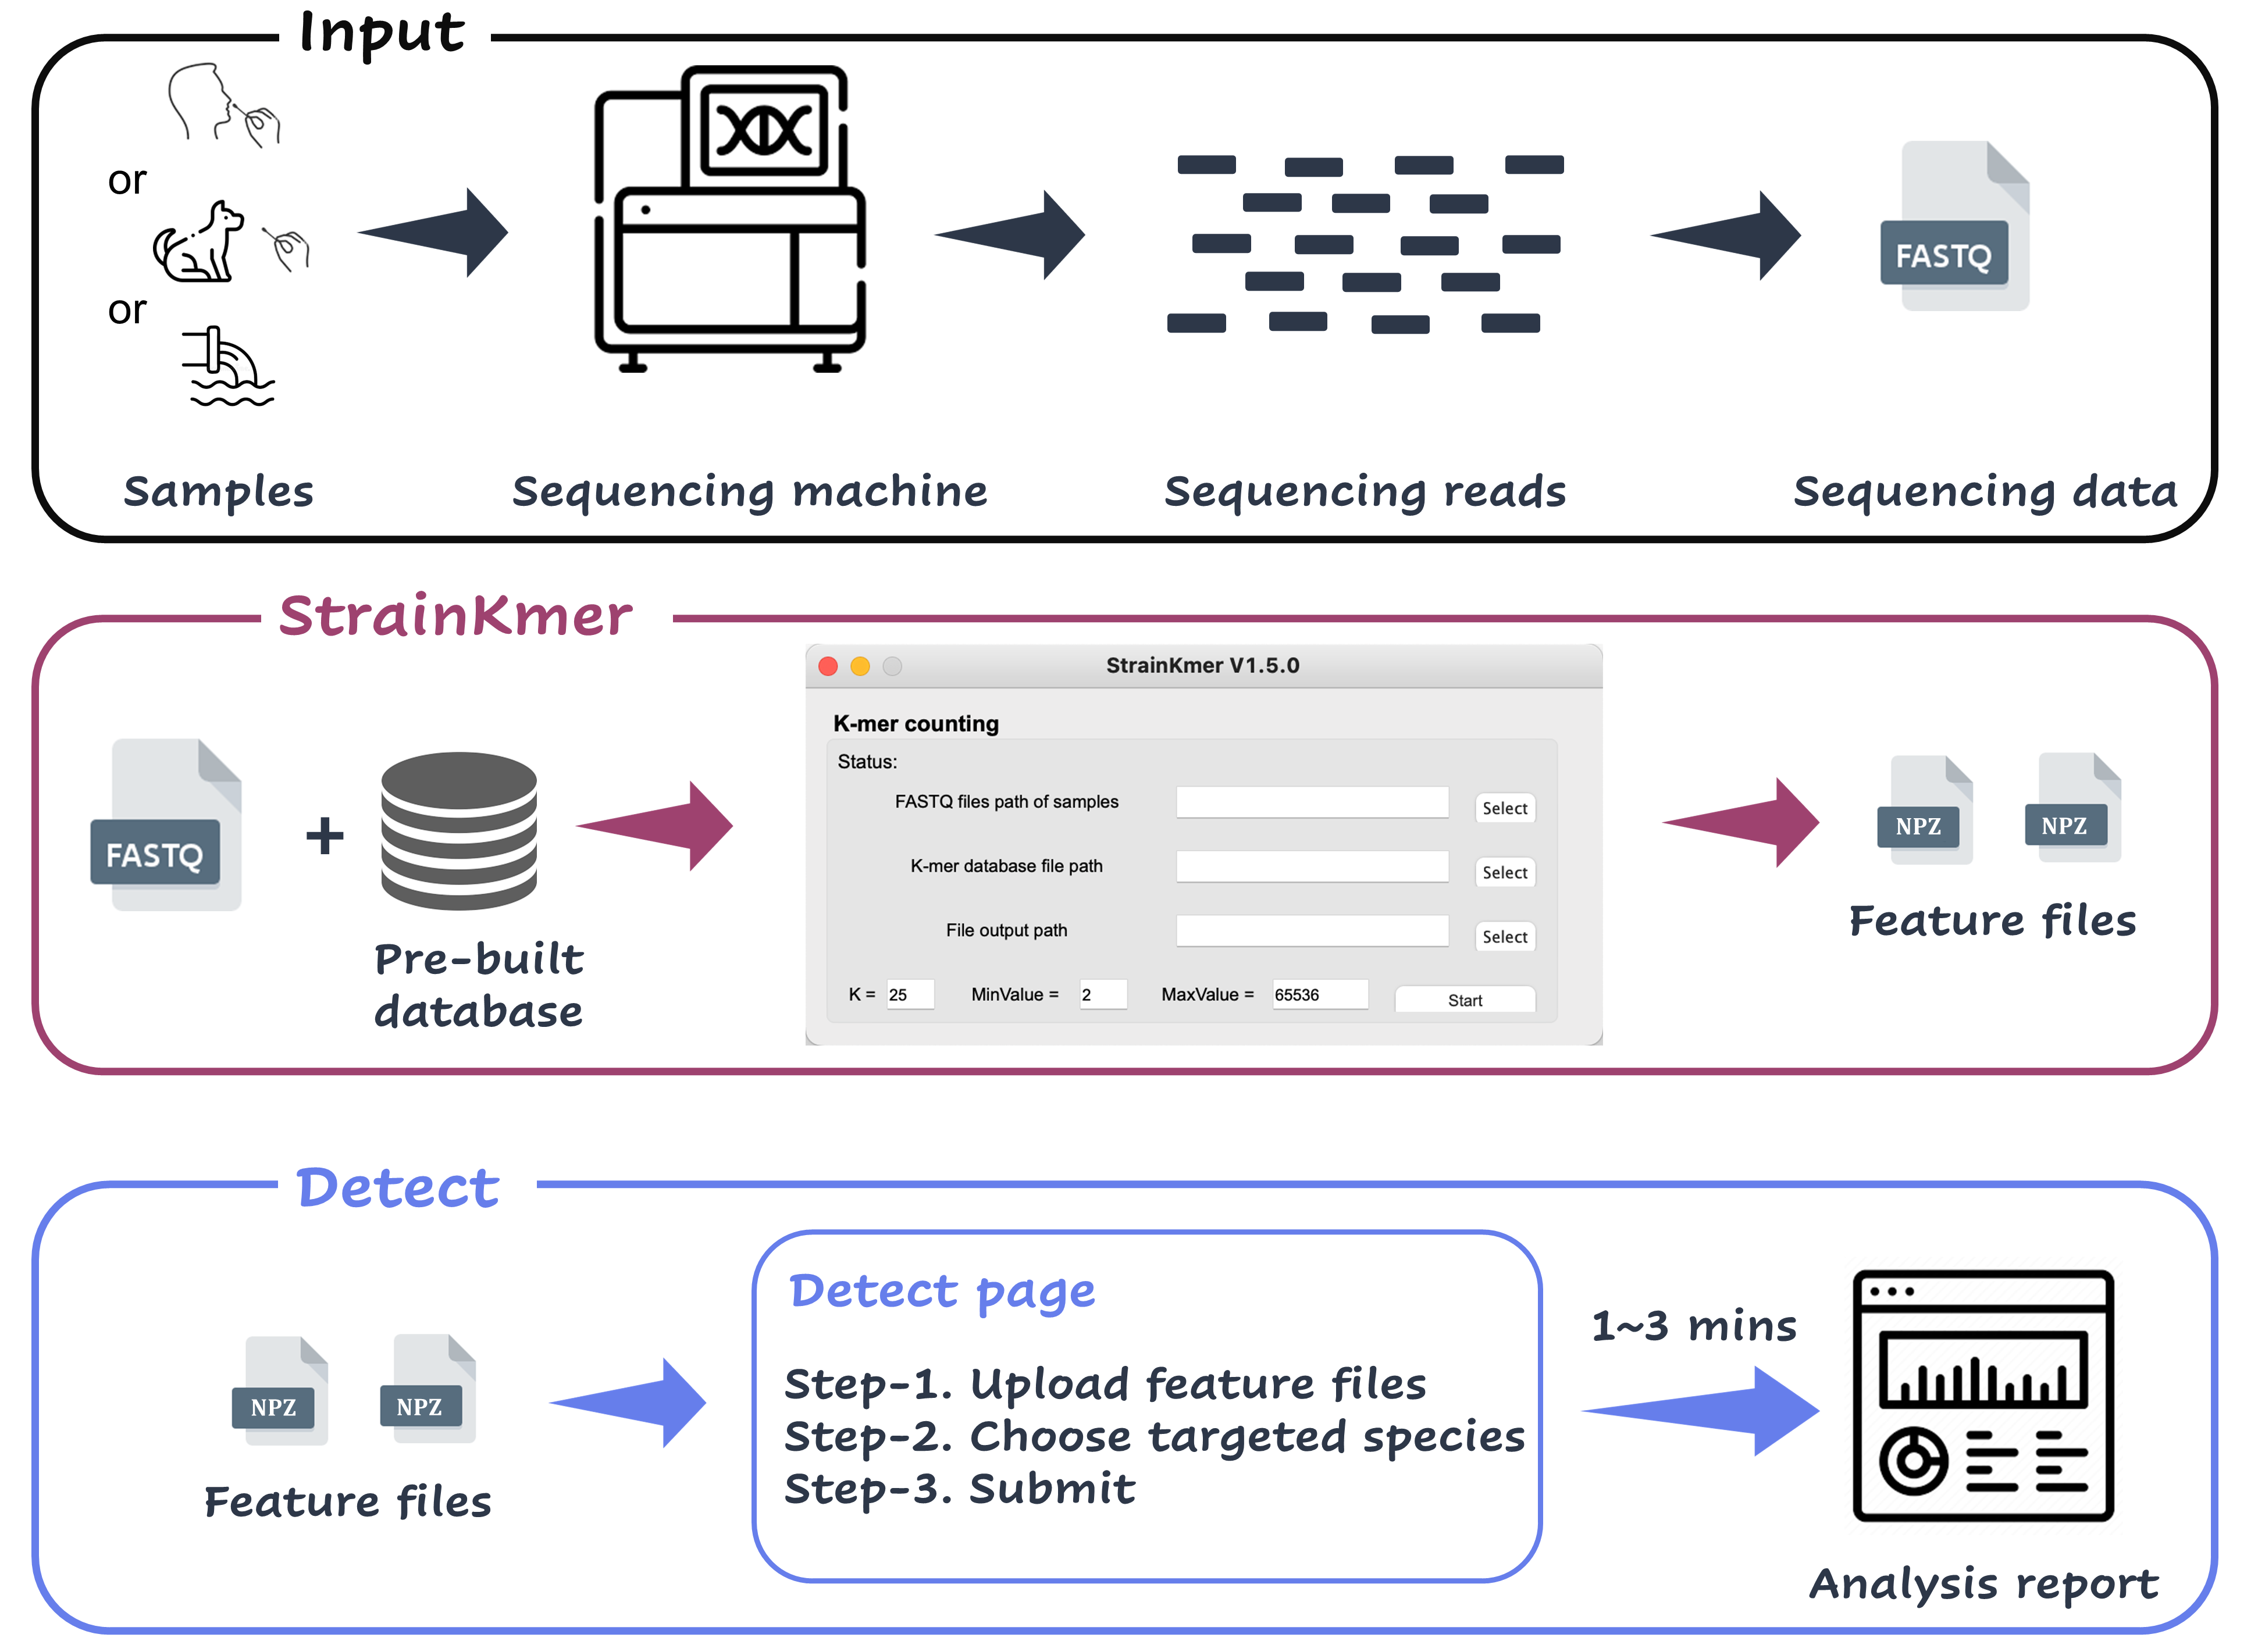 Input
or
or
FASTQ
Samples
Sequencing machine
Sequencing reads
Sequencing data
StrainKmer
StrainKmer V1.5.0
K-mer counting
Status:
FASTQ files path of samples
Select
K-mer database file path
Select
File output path
Select
K = 25 MinValue = 2 MaxValue = 65536 Start
FASTQ
+
Pre-built
database
NPZ
NPZ
Feature files
Detect
NPZ
NPZ
Feature files
Detect page
Step-1. Upload feature files
Step-2. Choose targeted species
Step-3. Submit
1~3 mins
Analysis report